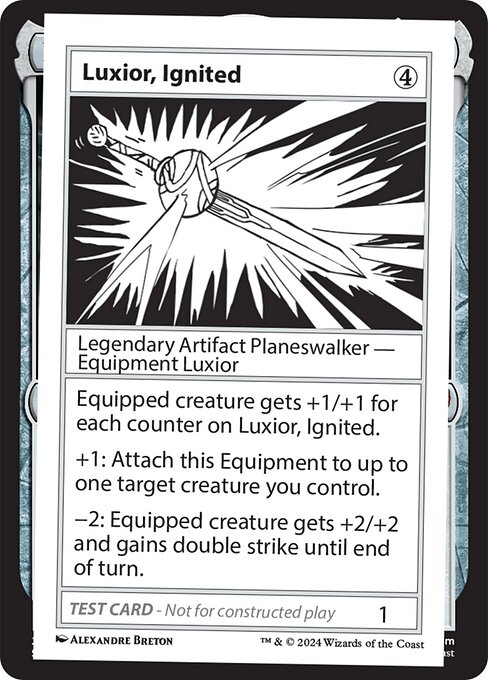 Luxior, Ignited 4
Legendary Artifact Planeswalker —
Equipment Luxior
Equipped creature gets +1/+1 for
each counter on Luxior, Ignited.
+1: Attach this Equipment to up to
one target creature you control.
−2: Equipped creature gets +2/+2
and gains double strike until end
of turn.
TEST CARD - Not for constructed play 1
ALEXANDRE BRETON ™ & © 2024 Wizards of the Coast